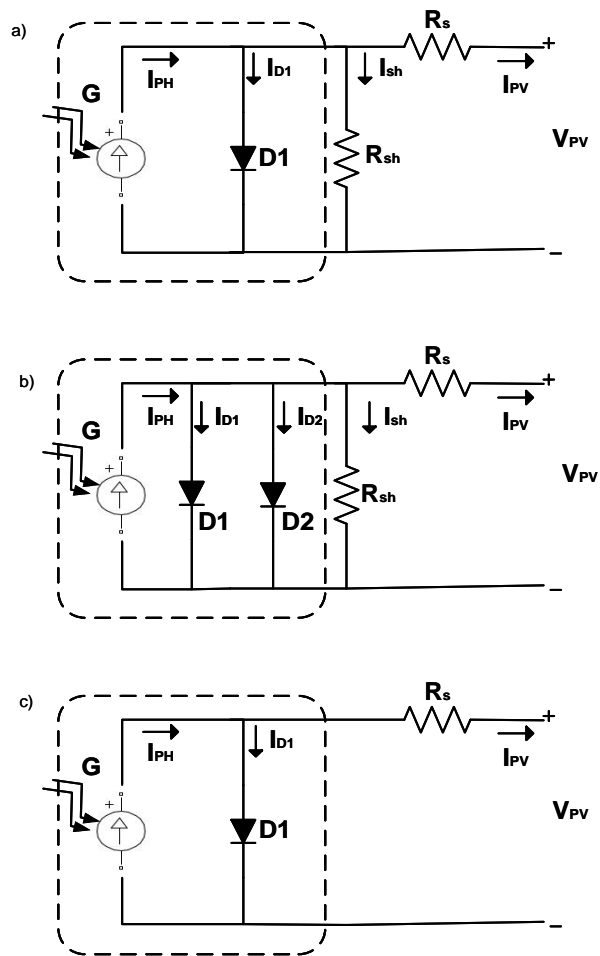 a)
Rs
+
IPH
ID1
Ish
IPV
G
+
D1
Rsh
VPV
−
b)
Rs
+
IPH
ID1
ID2
Ish
IPV
G
+
D1
D2
Rsh
VPV
−
c)
Rs
+
IPH
ID1
IPV
G
+
D1
VPV
−